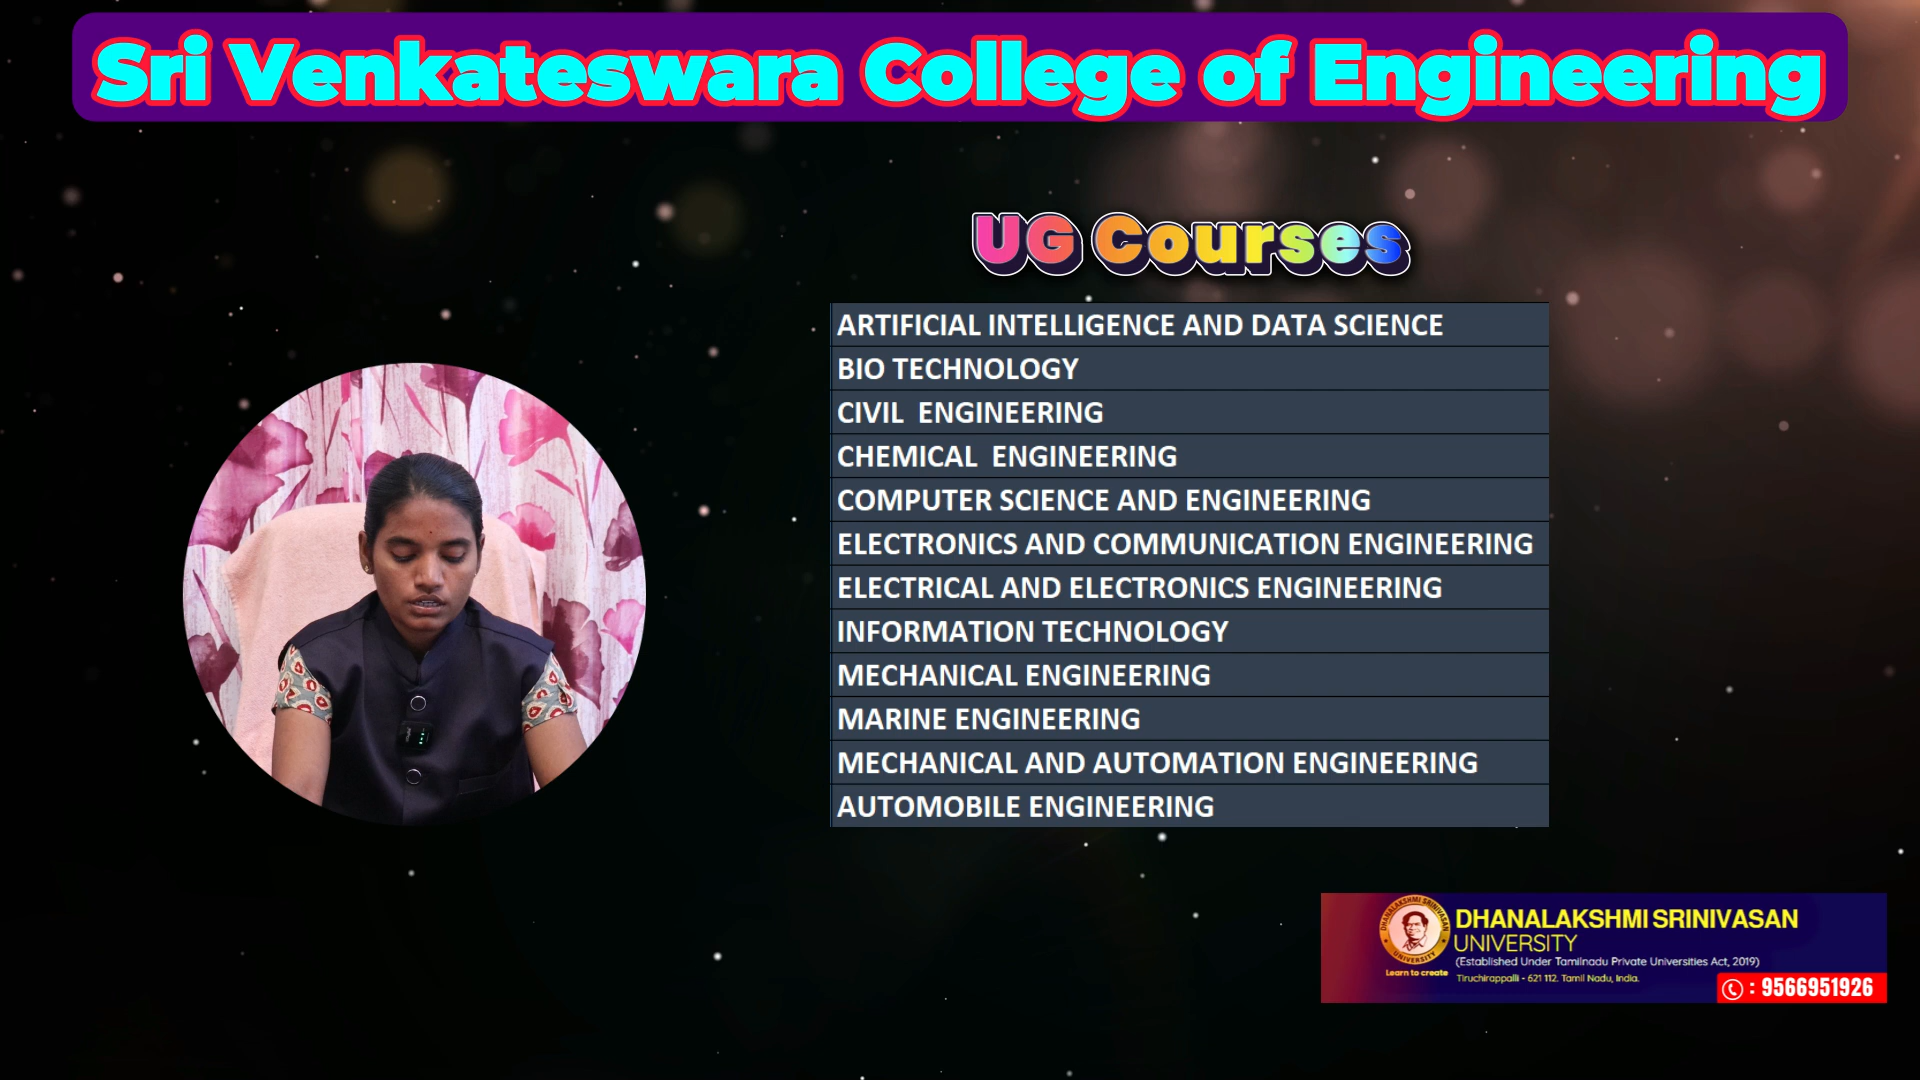 Sri Venkateswara College of Engineering
UG Courses
ARTIFICIAL INTELLIGENCE AND DATA SCIENCE
BIO TECHNOLOGY
CIVIL  ENGINEERING
CHEMICAL  ENGINEERING
COMPUTER SCIENCE AND ENGINEERING
ELECTRONICS AND COMMUNICATION ENGINEERING
ELECTRICAL AND ELECTRONICS ENGINEERING
INFORMATION TECHNOLOGY
MECHANICAL ENGINEERING
MARINE ENGINEERING
MECHANICAL AND AUTOMATION ENGINEERING
AUTOMOBILE ENGINEERING
DHANALAKSHMI SRINIVASAN
UNIVERSITY
Learn to create
DHANALAKSHMI SRINIVASAN
UNIVERSITY
(Established Under Tamilnadu Private Universities Act, 2019)
Tiruchirappalli - 621 112. Tamil Nadu, India.
: 9566951926